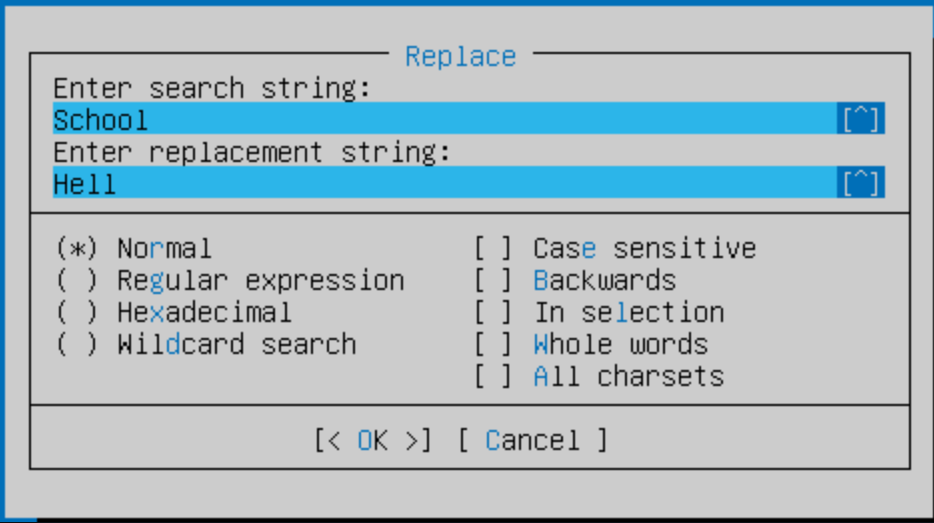 Replace
Enter search string:
School [^]
Enter replacement string:
Hell [^]
(*) Normal [ ] Case sensitive
( ) Regular expression [ ] Backwards
( ) Hexadecimal [ ] In selection
( ) Wildcard search [ ] Whole words
[ ] All charsets
[< OK >] [ Cancel ]